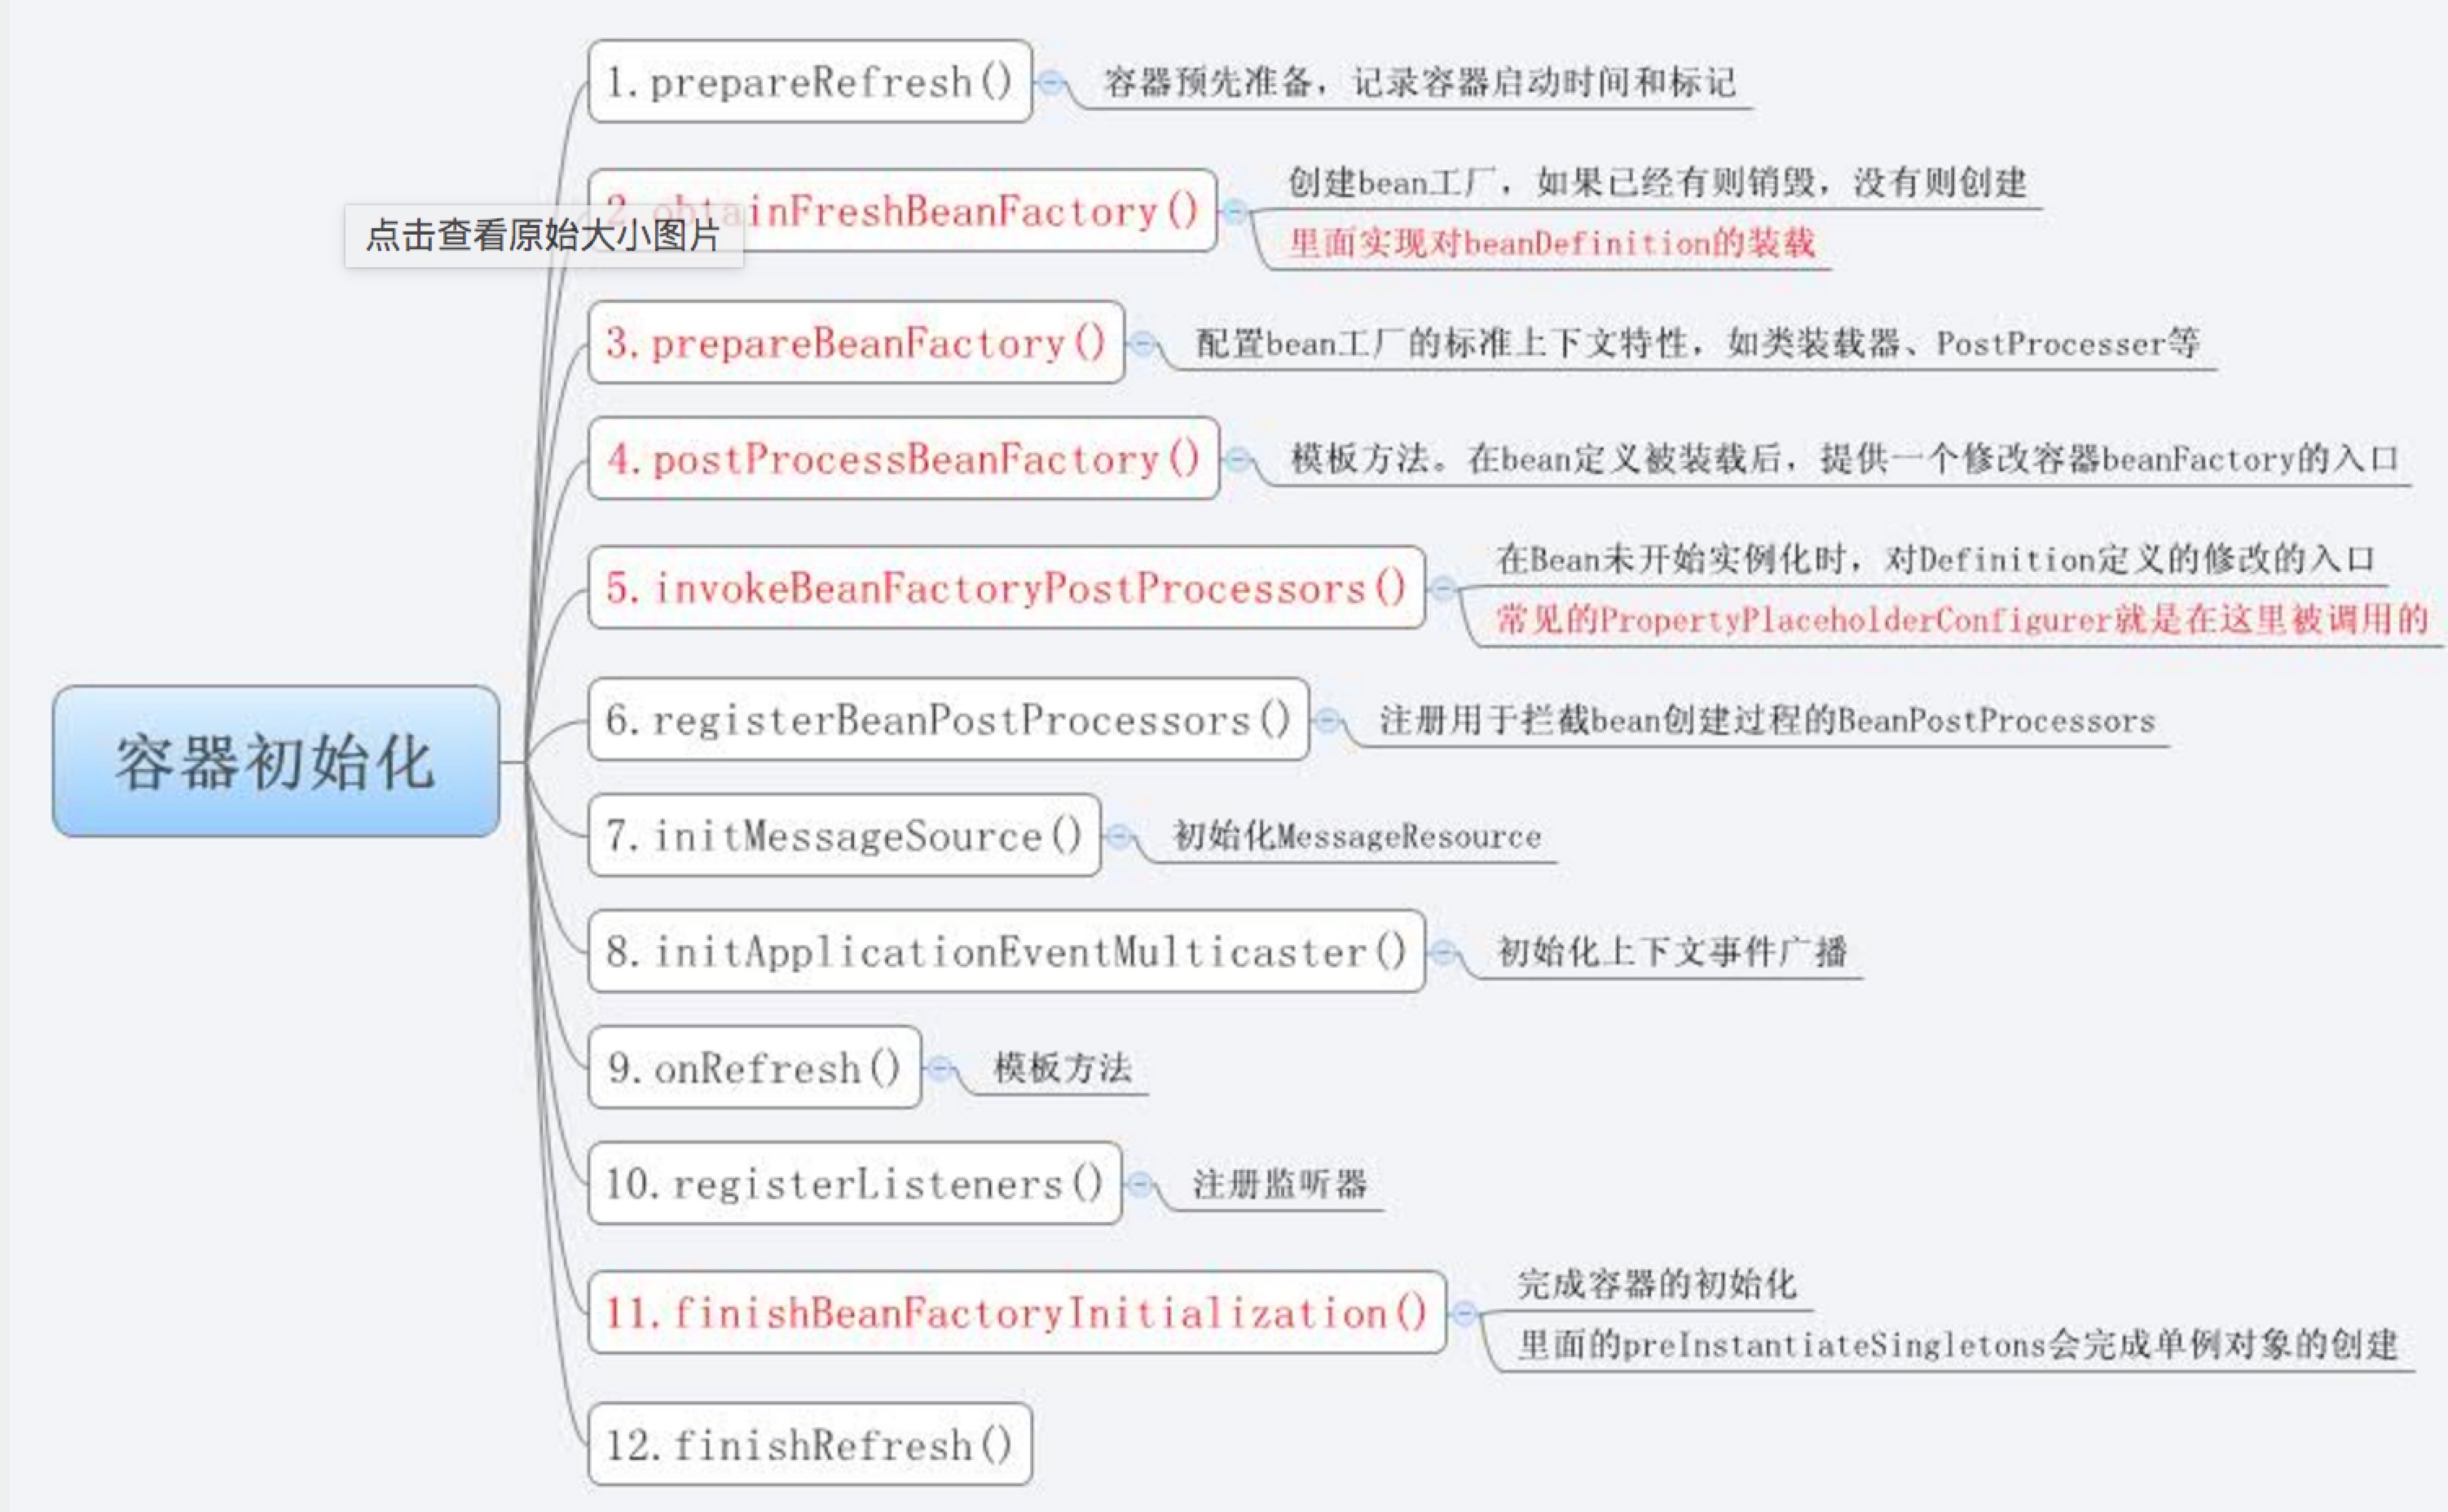 1.prepareRefresh()
容器预先准备，记录容器启动时间和标记
2.obtainFreshBeanFactory()
创建bean工厂，如果已经有则销毁，没有则创建
里面实现对beanDefinition的装载
点击查看原始大小图片
3.prepareBeanFactory()
配置bean工厂的标准上下文特性，如类装载器、PostProcesser等
4.postProcessBeanFactory()
模板方法。在bean定义被装载后，提供一个修改容器beanFactory的入口
5.invokeBeanFactoryPostProcessors()
在Bean未开始实例化时，对Definition定义的修改的入口
常见的PropertyPlaceholderConfigurer就是在这里被调用的
6.registerBeanPostProcessors()
注册用于拦截bean创建过程的BeanPostProcessors
容器初始化
7.initMessageSource()
初始化MessageResource
8.initApplicationEventMulticaster()
初始化上下文事件广播
9.onRefresh()
模板方法
10.registerListeners()
注册监听器
11.finishBeanFactoryInitialization()
完成容器的初始化
里面的preInstantiateSingletons会完成单例对象的创建
12.finishRefresh()